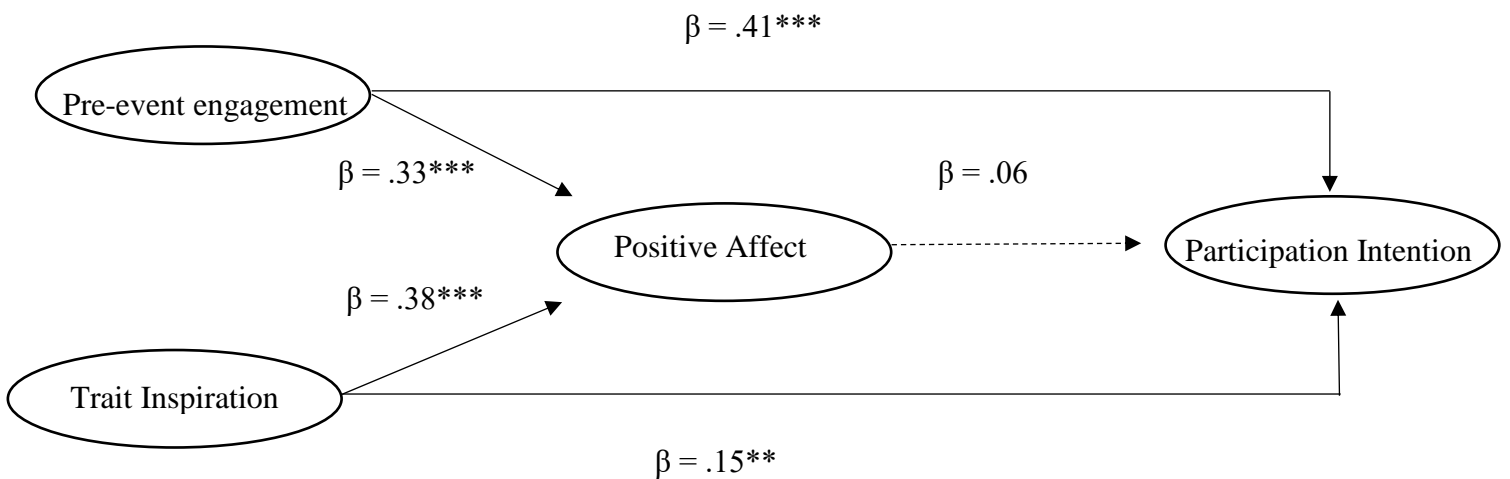 β = .41***
Pre-event engagement
β = .33***
β = .06
Positive Affect
Participation Intention
β = .38***
Trait Inspiration
β = .15**